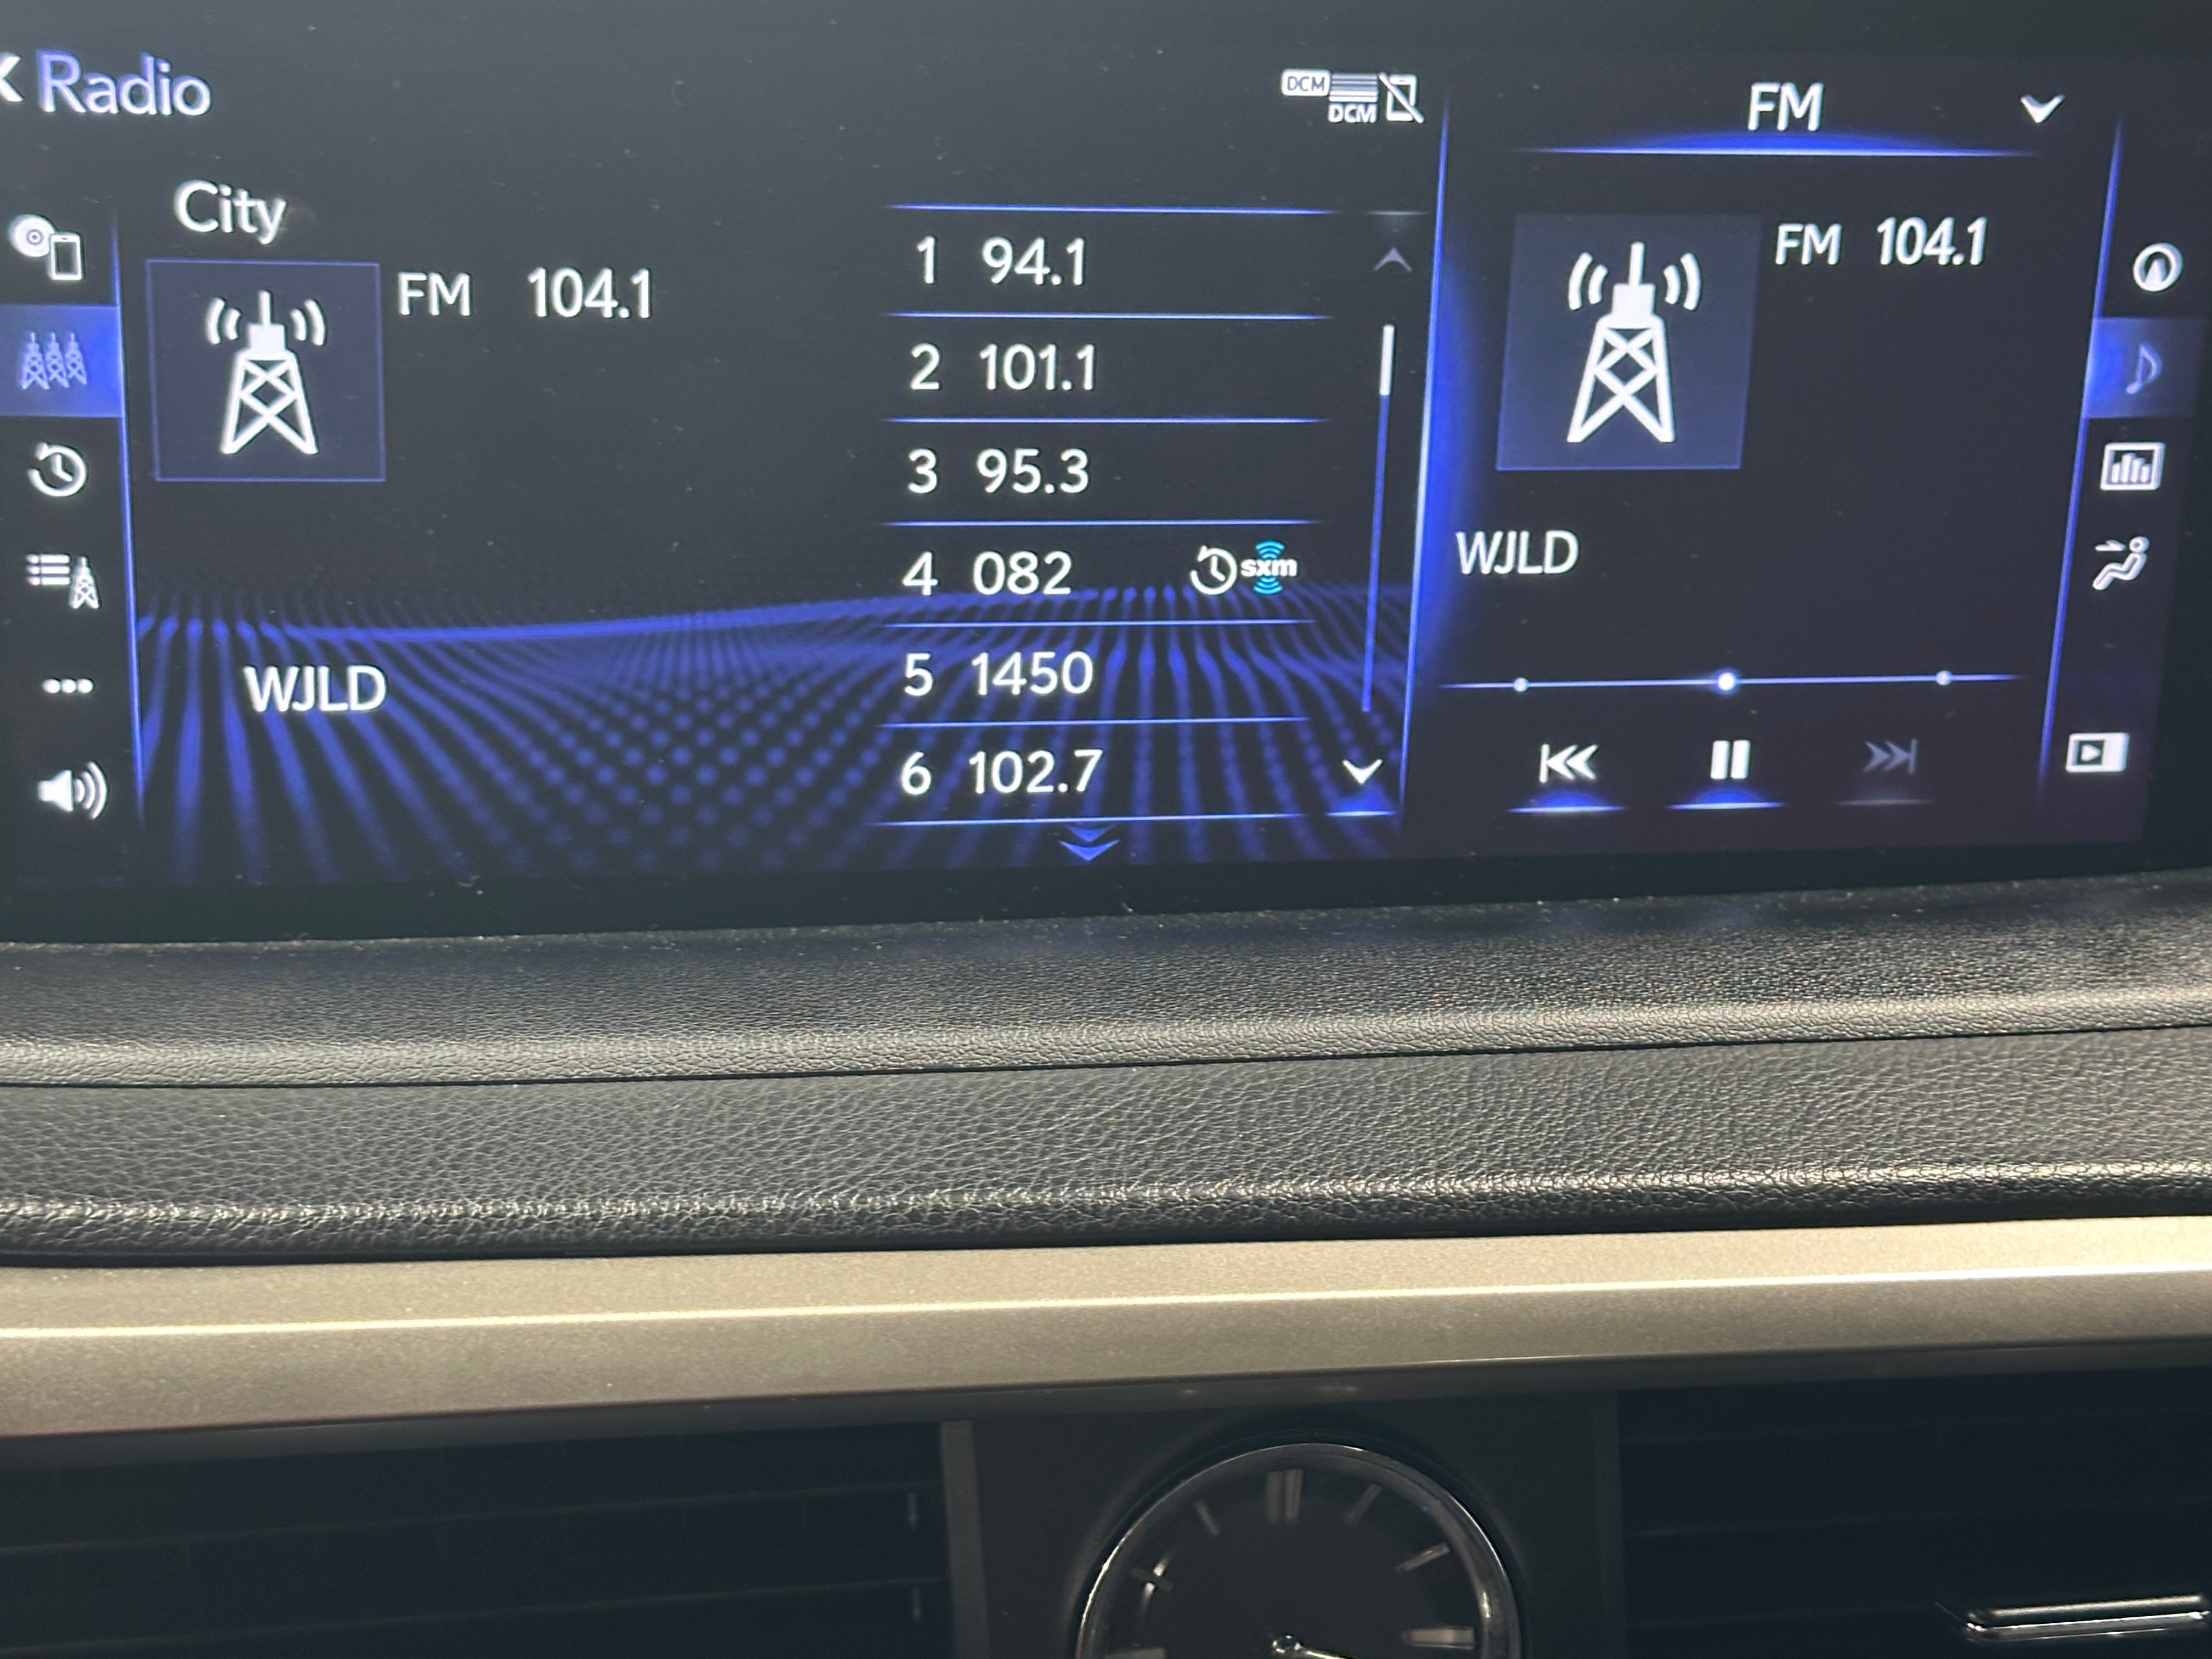 Radio
DCM
DCM
City
FM 104.1
WJLD
1 94.1
2 101.1
3 95.3
4 082 sxm
5 1450
6 102.7
FM
FM 104.1
WJLD